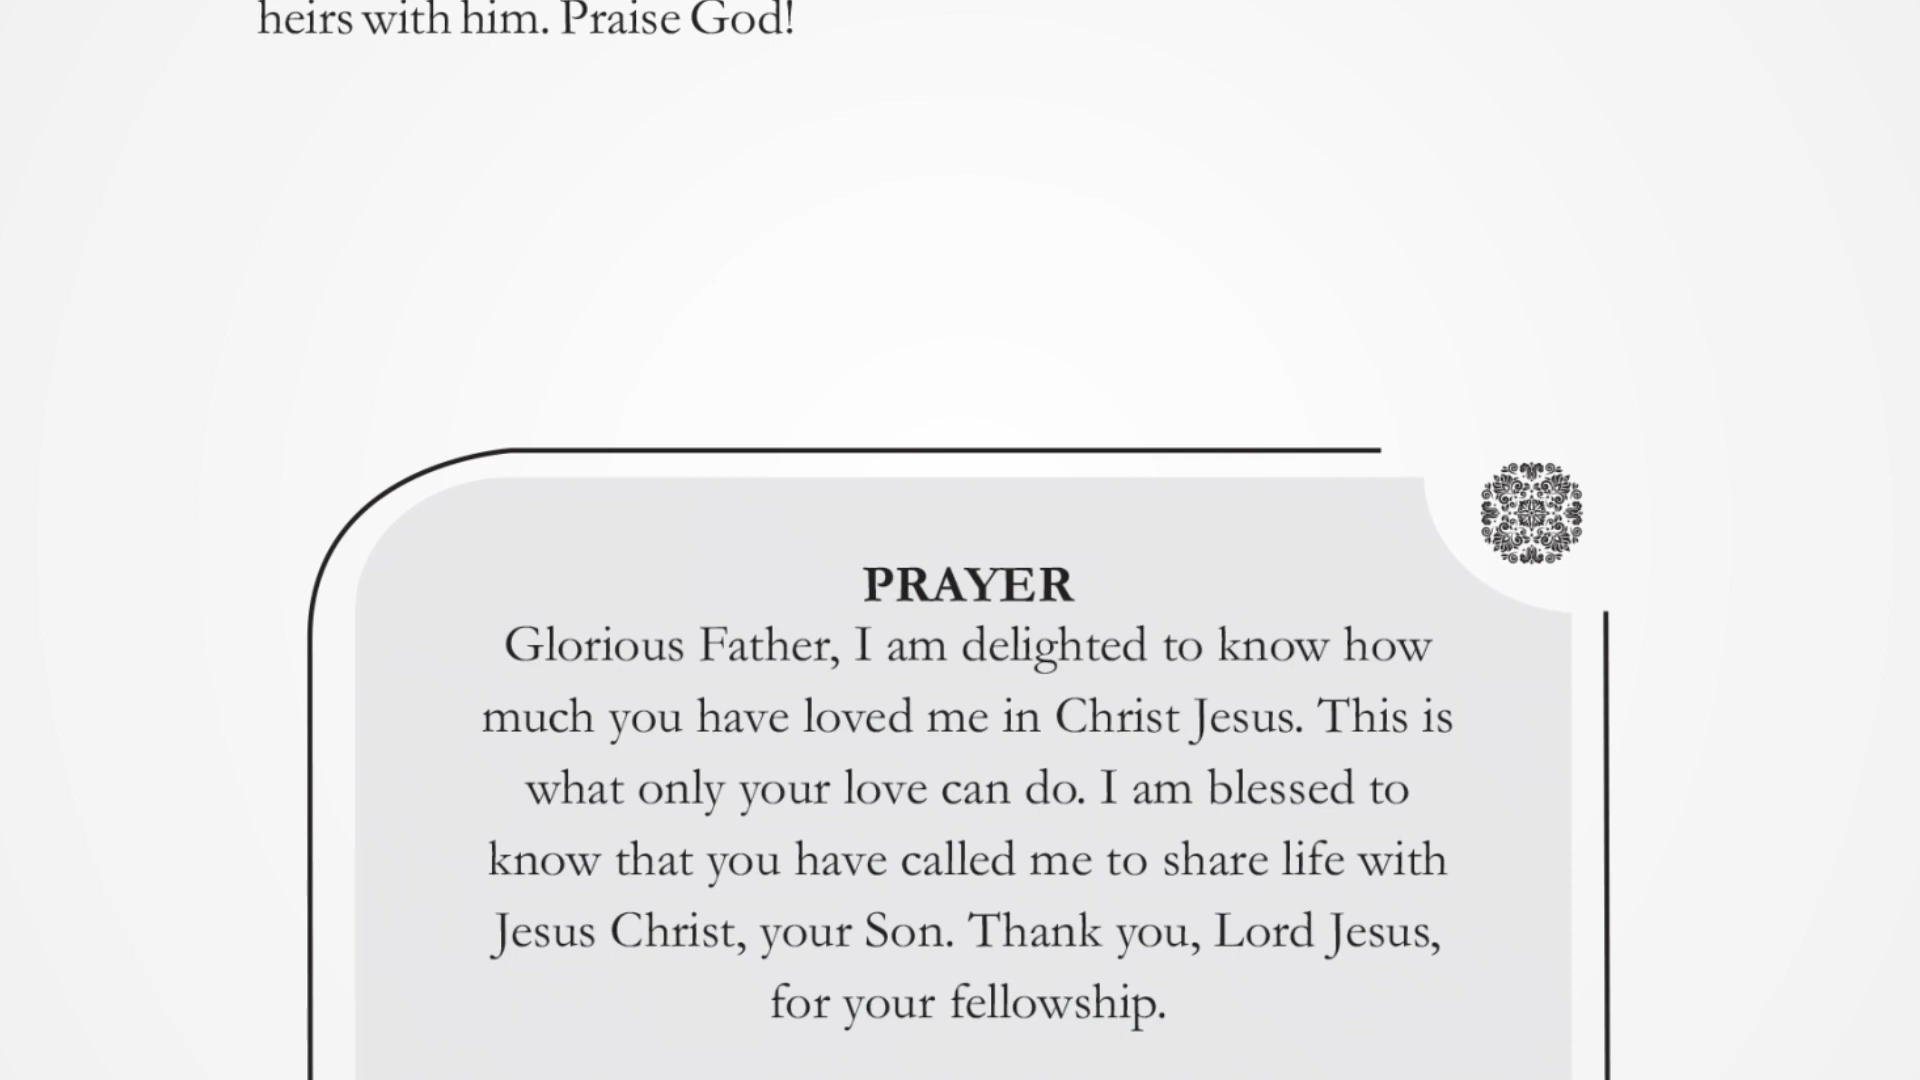 heirs with him. Praise God!
PRAYER
Glorious Father, I am delighted to know how
much you have loved me in Christ Jesus. This is
what only your love can do. I am blessed to
know that you have called me to share life with
Jesus Christ, your Son. Thank you, Lord Jesus,
for your fellowship.